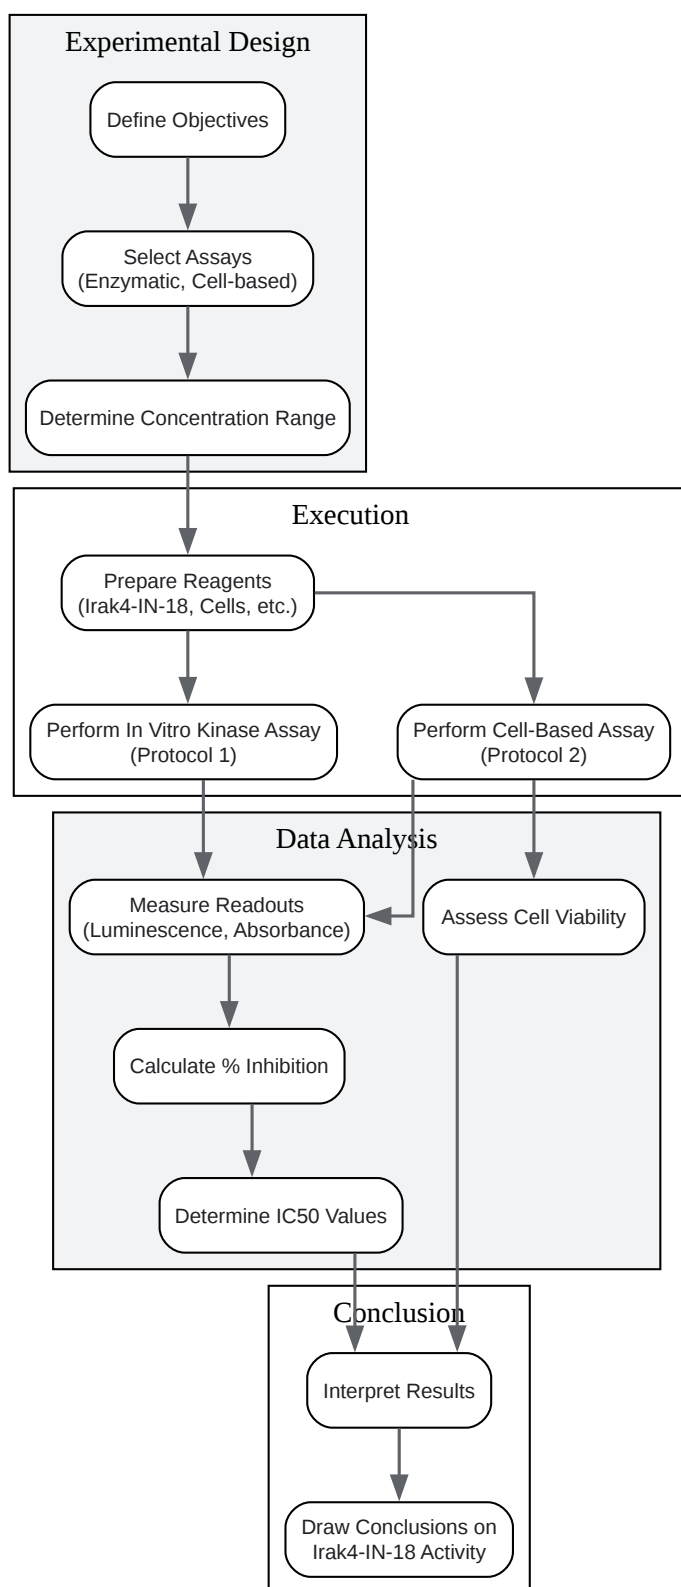 Experimental Design
Define Objectives
Select Assays
(Enzymatic, Cell-based)
Determine Concentration Range
Execution
Prepare Reagents
(Irak4-IN-18, Cells, etc.)
Perform In Vitro Kinase Assay
(Protocol 1)
Perform Cell-Based Assay
(Protocol 2)
Data Analysis
Measure Readouts
(Luminescence, Absorbance)
Assess Cell Viability
Calculate % Inhibition
Determine IC50 Values
Conclusion
Interpret Results
Draw Conclusions on
Irak4-IN-18 Activity